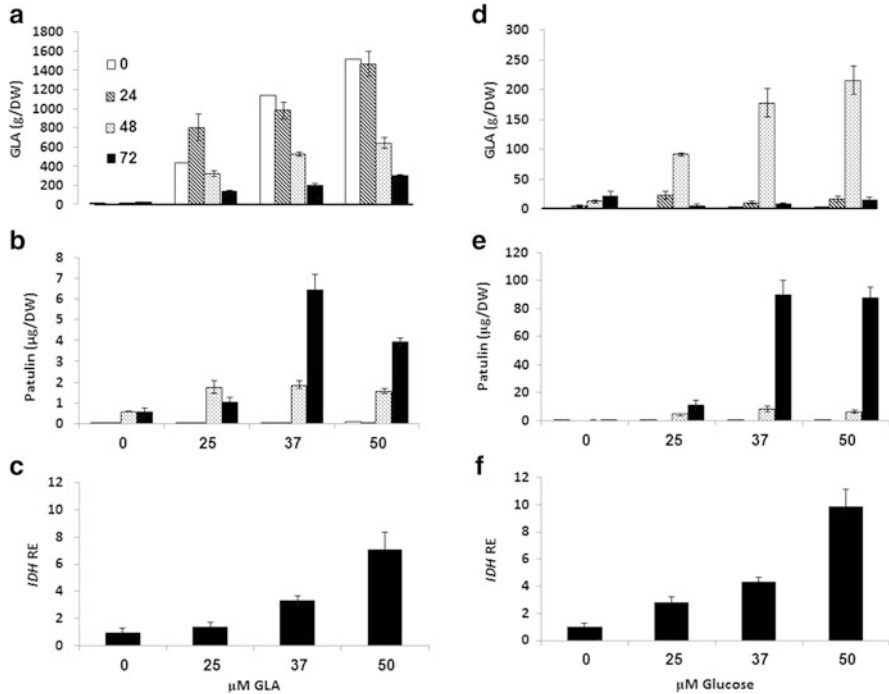 a
GLA (g/DW)
1800
1600
1400
1200
1000
800
600
400
200
0
0
24
48
72
b
Patulin (µg/DW)
8
7
6
5
4
3
2
1
0
0 25 37 50
c
IDH RE
12
10
8
6
4
2
0
0 25 37 50
µM GLA
d
GLA (g/DW)
300
250
200
150
100
50
0
e
Patulin (µg/DW)
120
100
80
60
40
20
0
0 25 37 50
f
IDH RE
12
10
8
6
4
2
0
0 25 37 50
µM Glucose